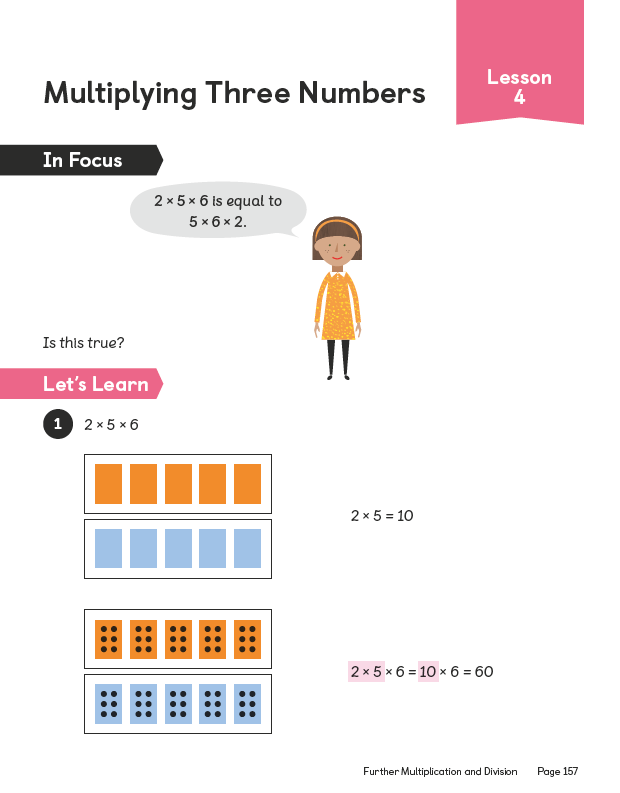 Multiplying Three Numbers
Lesson
4
In Focus
2 × 5 × 6 is equal to
5 × 6 × 2.
Is this true?
Let's Learn
1 2 × 5 × 6
2 × 5 = 10
2 × 5 × 6 = 10 × 6 = 60
Further Multiplication and Division Page 157